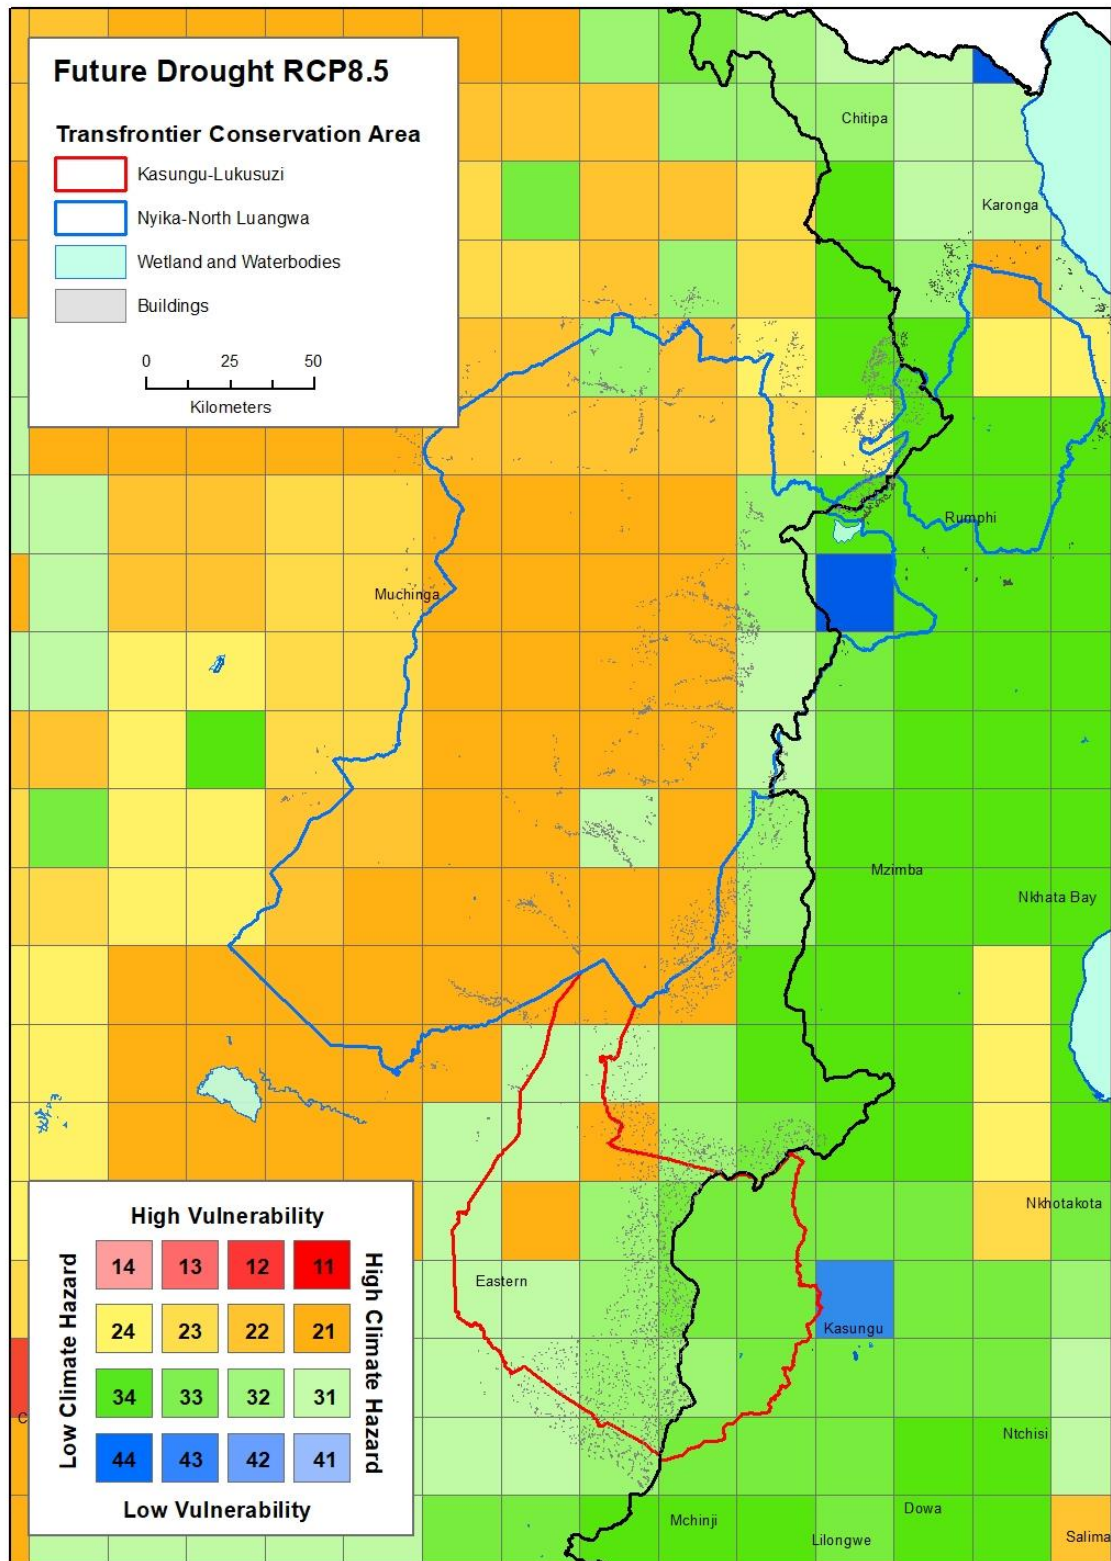 Future Drought RCP8.5
Transfrontier Conservation Area
Kasungu-Lukusuzi
Nyika-North Luangwa
Wetland and Waterbodies
Buildings
0 25 50
Kilometers
Chitipa
Karonga
Rumphi
Muchinga
Mzimba
Nkhata Bay
Nkhotakota
Eastern
Kasungu
C
Ntchisi
Dowa
Mchinji
Lilongwe
Salima
High Vulnerability
Low Climate Hazard
High Climate Hazard
14 13 12 11
24 23 22 21
34 33 32 31
44 43 42 41
Low Vulnerability